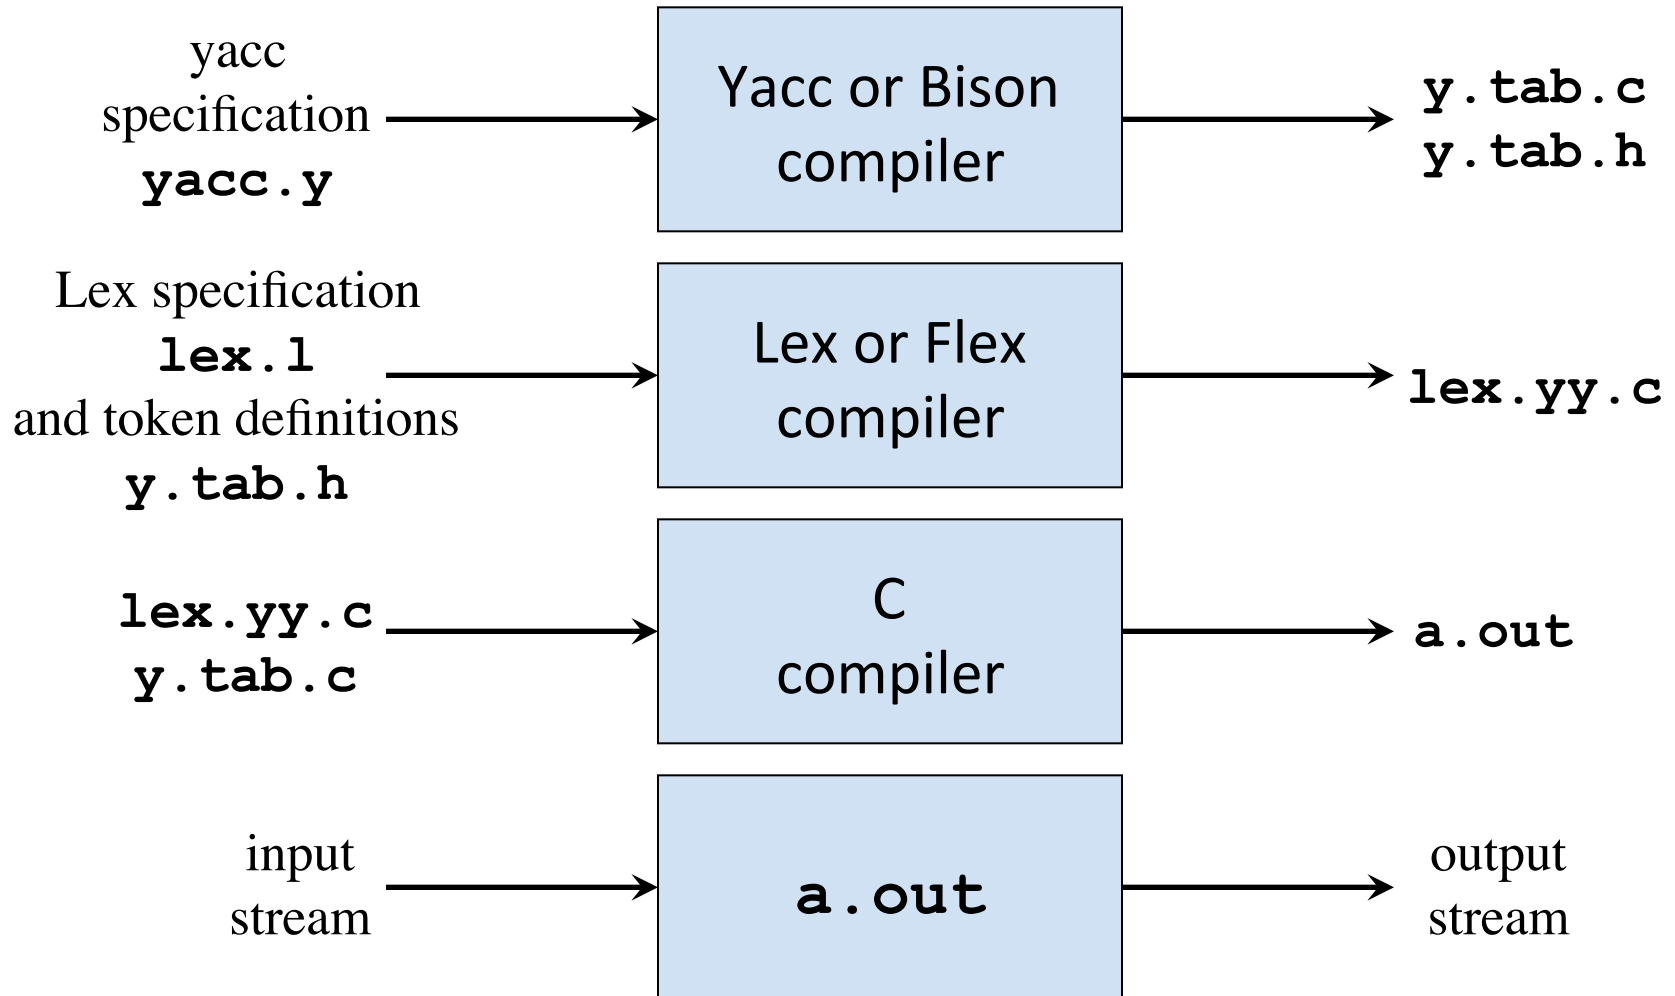 yacc
specification
yacc.y
Yacc or Bison
compiler
y.tab.c
y.tab.h
Lex specification
lex.l
and token definitions
y.tab.h
Lex or Flex
compiler
lex.yy.c
lex.yy.c
y.tab.c
C
compiler
a.out
input
stream
a.out
output
stream